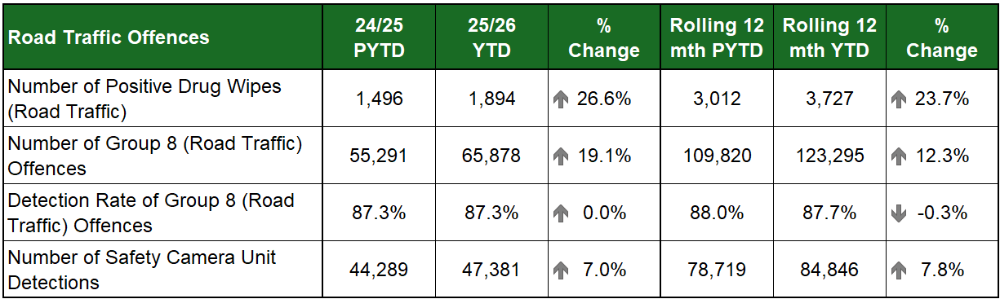 Road Traffic Offences 24/25 PYTD 25/26 YTD % Change Rolling 12 mth PYTD Rolling 12 mth YTD % Change
Number of Positive Drug Wipes (Road Traffic) 1,496 1,894 26.6% 3,012 3,727 23.7%
Number of Group 8 (Road Traffic) Offences 55,291 65,878 19.1% 109,820 123,295 12.3%
Detection Rate of Group 8 (Road Traffic) Offences 87.3% 87.3% 0.0% 88.0% 87.7% -0.3%
Number of Safety Camera Unit Detections 44,289 47,381 7.0% 78,719 84,846 7.8%